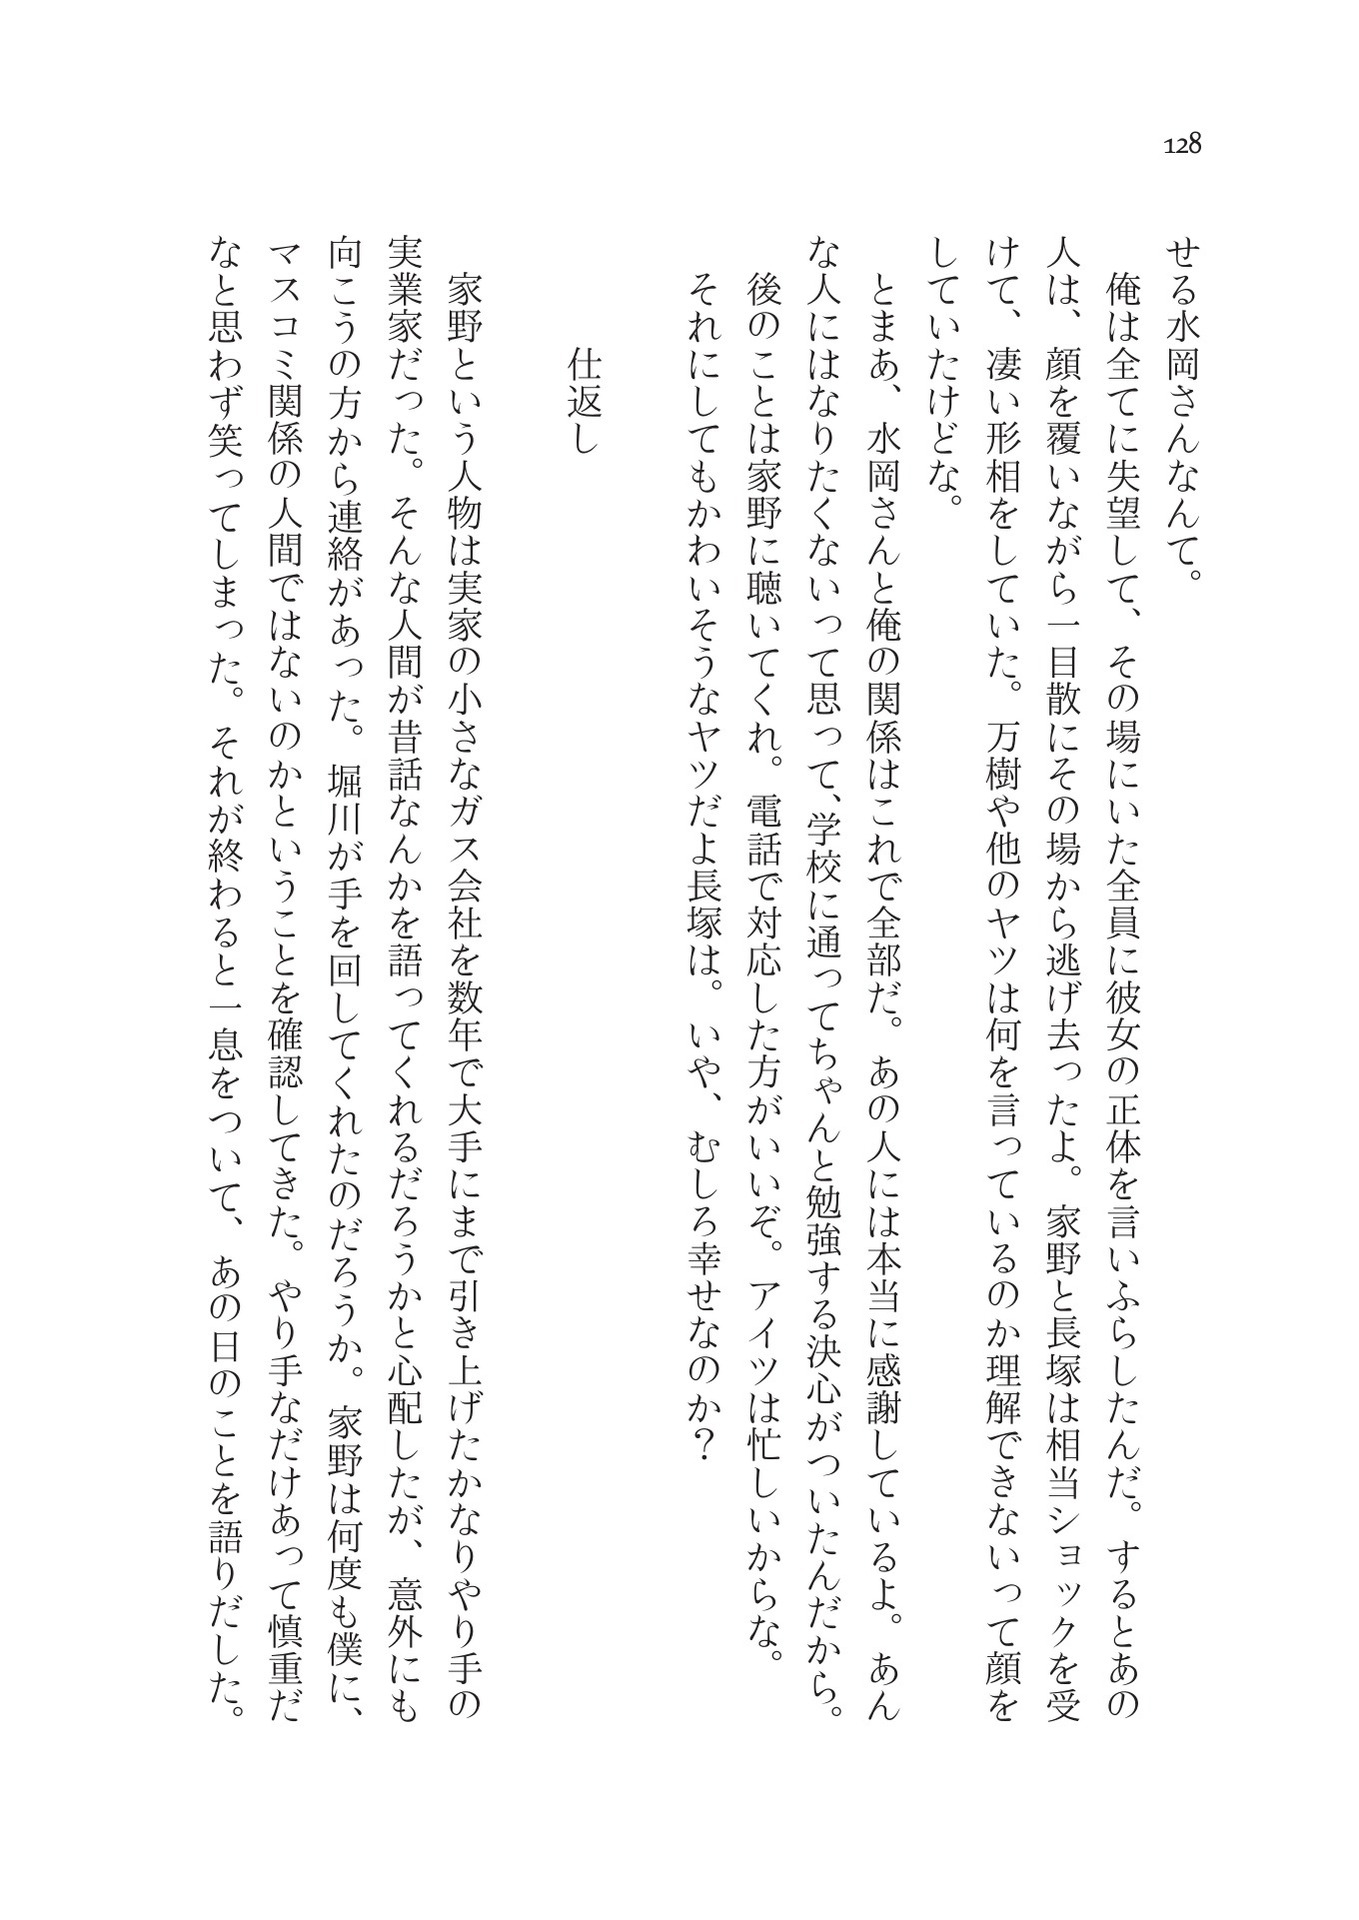 128
せる水岡さんなんて。
　俺は全てに失望して、その場にいた全員に彼女の正体を言いふらしたんだ。するとあの
人は、顔を覆いながら一目散にその場から逃げ去ったよ。家野と長塚は相当ショックを受
けて、凄い形相をしていた。万樹や他のヤツは何を言っているのか理解できないって顔を
していたけどな。
　とまあ、水岡さんと俺の関係はこれで全部だ。あの人には本当に感謝しているよ。あん
な人にはなりたくないって思って、学校に通ってちゃんと勉強する決心がついたんだから。
　後のことは家野に聴いてくれ。電話で対応した方がいいぞ。アイツは忙しいからな。
　それにしてもかわいそうなヤツだよ長塚は。いや、むしろ幸せなのか？
仕返し
　家野という人物は実家の小さなガス会社を数年で大手にまで引き上げたかなりやり手の
実業家だった。そんな人間が昔話なんかを語ってくれるだろうかと心配したが、意外にも
向こうの方から連絡があった。堀川が手を回してくれたのだろうか。家野は何度も僕に、
マスコミ関係の人間ではないのかということを確認してきた。やり手なだけあって慎重だ
なと思わず笑ってしまった。それが終わると一息をついて、あの日のことを語りだした。